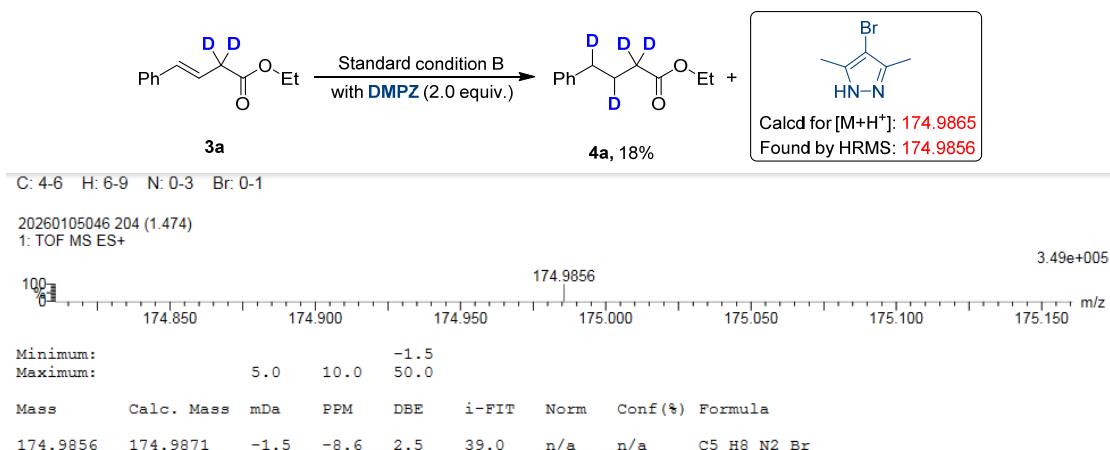 D D
Ph
O
Et
O
3a
Standard condition B
with DMPZ (2.0 equiv.)
D
D D
Ph
O
Et
D
O
4a, 18%
+
Br
HN N
Calcd for [M+H+]: 174.9865
Found by HRMS: 174.9856
C: 4-6 H: 6-9 N: 0-3 Br: 0-1
20260105046 204 (1.474)
1: TOF MS ES+
3.49e+005
100
%
0
174.9856
m/z
174.850 174.900 174.950 175.000 175.050 175.100 175.150
Minimum: -1.5
Maximum: 5.0 10.0 50.0
Mass Calc. Mass mDa PPM DBE i-FIT Norm Conf(%) Formula
174.9856 174.9871 -1.5 -8.6 2.5 39.0 n/a n/a C5 H8 N2 Br